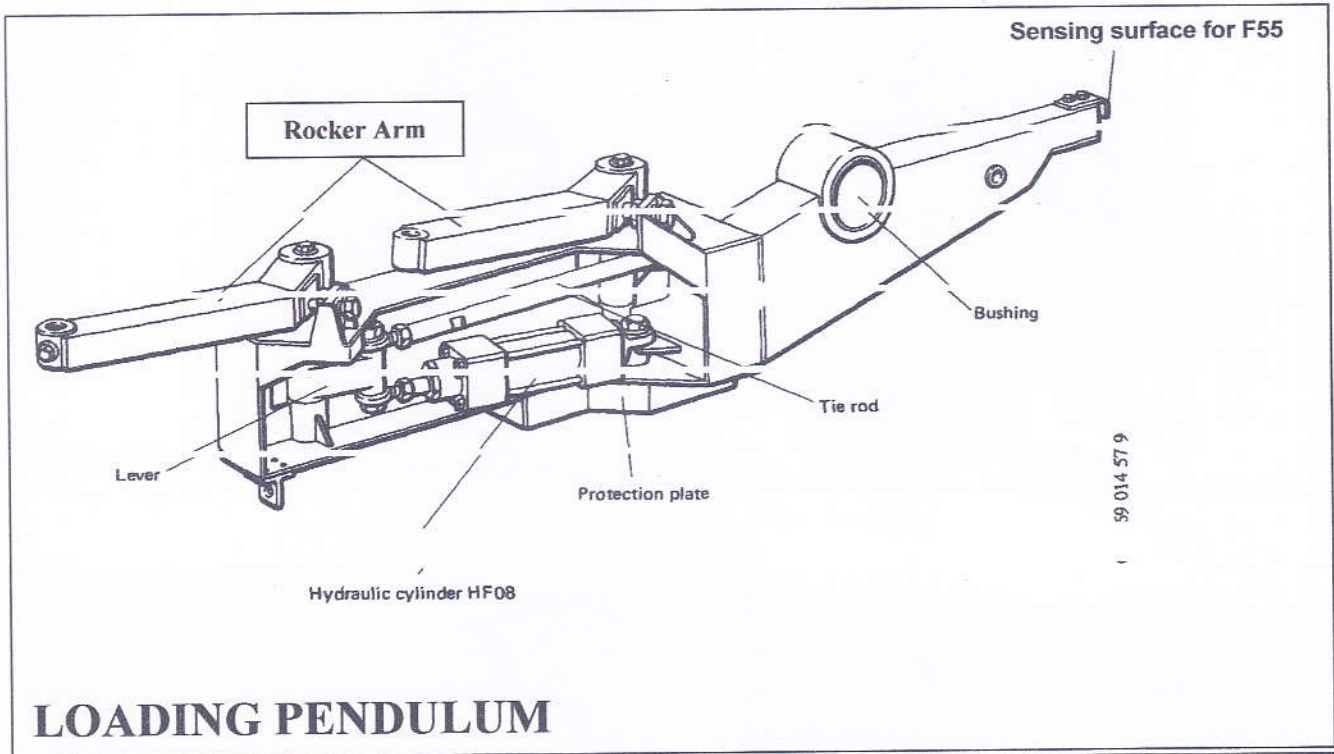 Sensing surface for F55
Rocker Arm
Bushing
Tie rod
Lever
Protection plate
Hydraulic cylinder HF08
59 014 57 9
LOADING PENDULUM